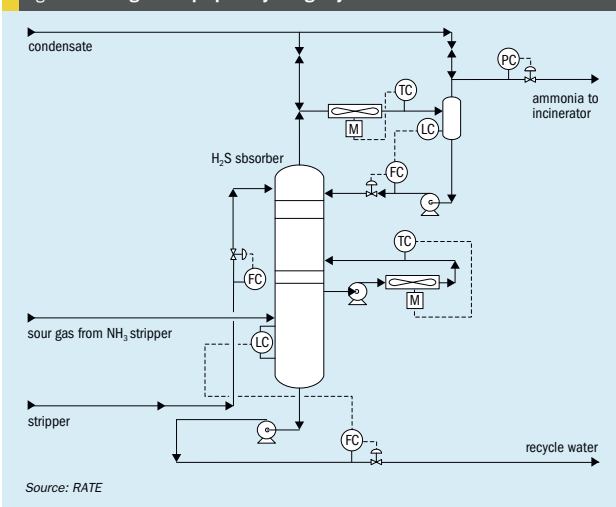 condensate
PC
TC
ammonia to
incinerator
M
LC
H₂S sbsorber
FC
TC
FC
M
sour gas from NH₃ stripper
LC
stripper
FC
recycle water
Source: RATE